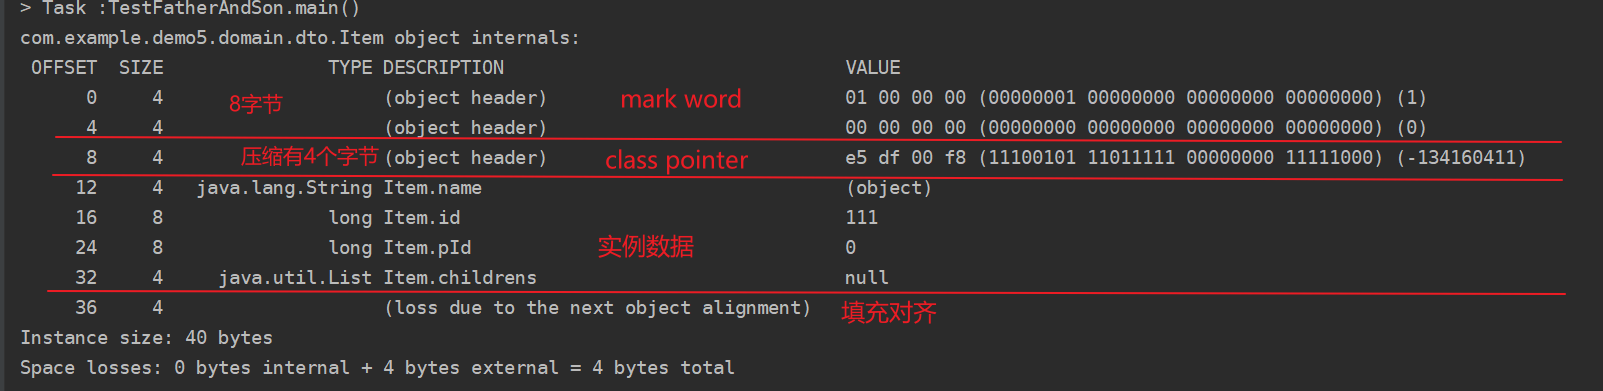 > Task :TestFatherAndSon.main()
com.example.demo5.domain.dto.Item object internals:
OFFSET SIZE TYPE DESCRIPTION VALUE
0 4 8字节 (object header) mark word 01 00 00 00 (00000001 00000000 00000000 00000000) (1)
4 4 (object header) 00 00 00 00 (00000000 00000000 00000000 00000000) (0)
8 4 压缩有4个字节 (object header) class pointer e5 df 00 f8 (11100101 11011111 00000000 11111000) (-134160411)
12 4 java.lang.String Item.name (object)
16 8 long Item.id 111
24 8 long Item.pId 实例数据 0
32 4 java.util.List Item.childrens null
36 4 (loss due to the next object alignment) 填充对齐
Instance size: 40 bytes
Space losses: 0 bytes internal + 4 bytes external = 4 bytes total